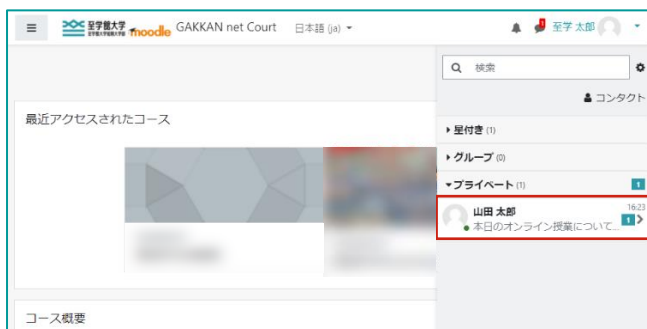 至学館大学 moodle GAKKAN net Court 日本語 (ja)
至学 太郎
検索
コンタクト
最近アクセスされたコース
星付き (1)
グループ (0)
プライベート (1) 1
山田 太郎 16:23
本日のオンライン授業について... 1
コース概要